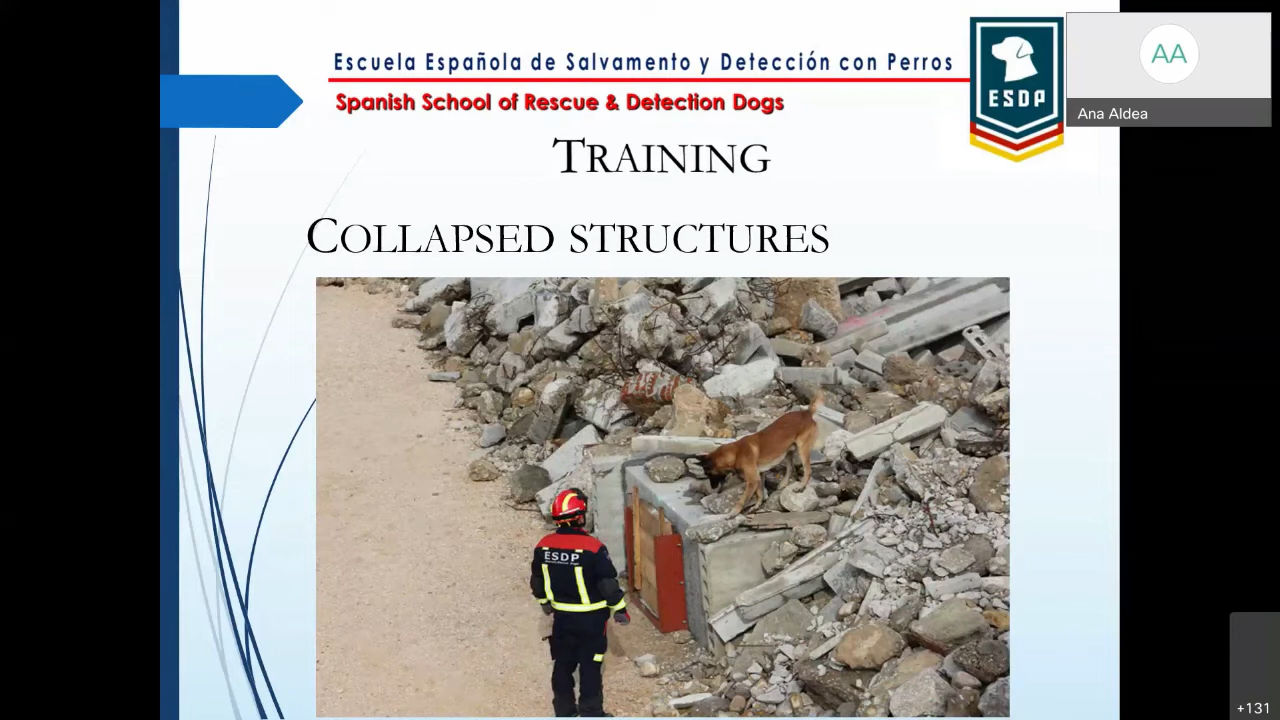 Escuela Española de Salvamento y Detección con Perros
Spanish School of Rescue & Detection Dogs
ESDP
AA
Ana Aldea
TRAINING
COLLAPSED STRUCTURES
ESDP
+131